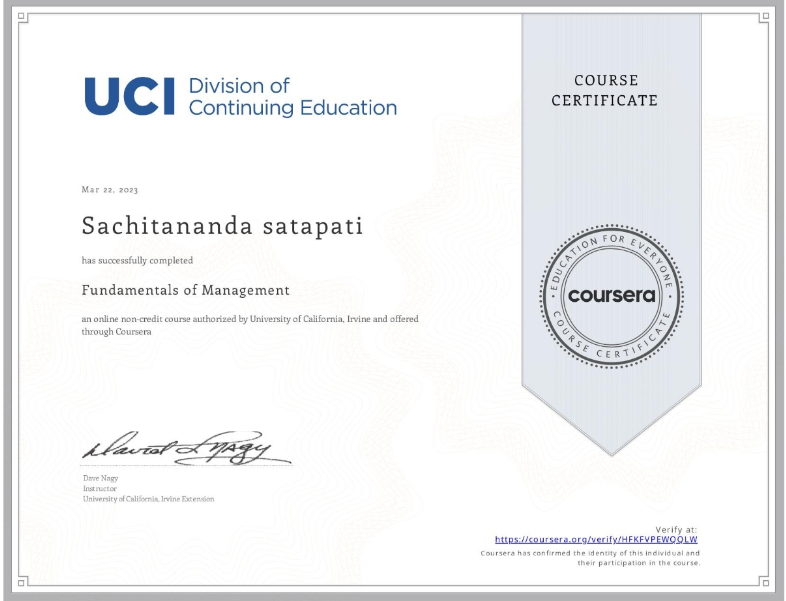 UCI Division of
Continuing Education
COURSE
CERTIFICATE
Mar 22, 2023
Sachitananda satapati
has successfully completed
Fundamentals of Management
an online non-credit course authorized by University of California, Irvine and offered
through Coursera
EDUCATION FOR EVERYONE
coursera
COURSE CERTIFICATE
David L Nagy
Dave Nagy
Instructor
University of California, Irvine Extension
Verify at:
https://coursera.org/verify/HFKFVPEWQQLW
Coursera has confirmed the identity of this individual and
their participation in the course.